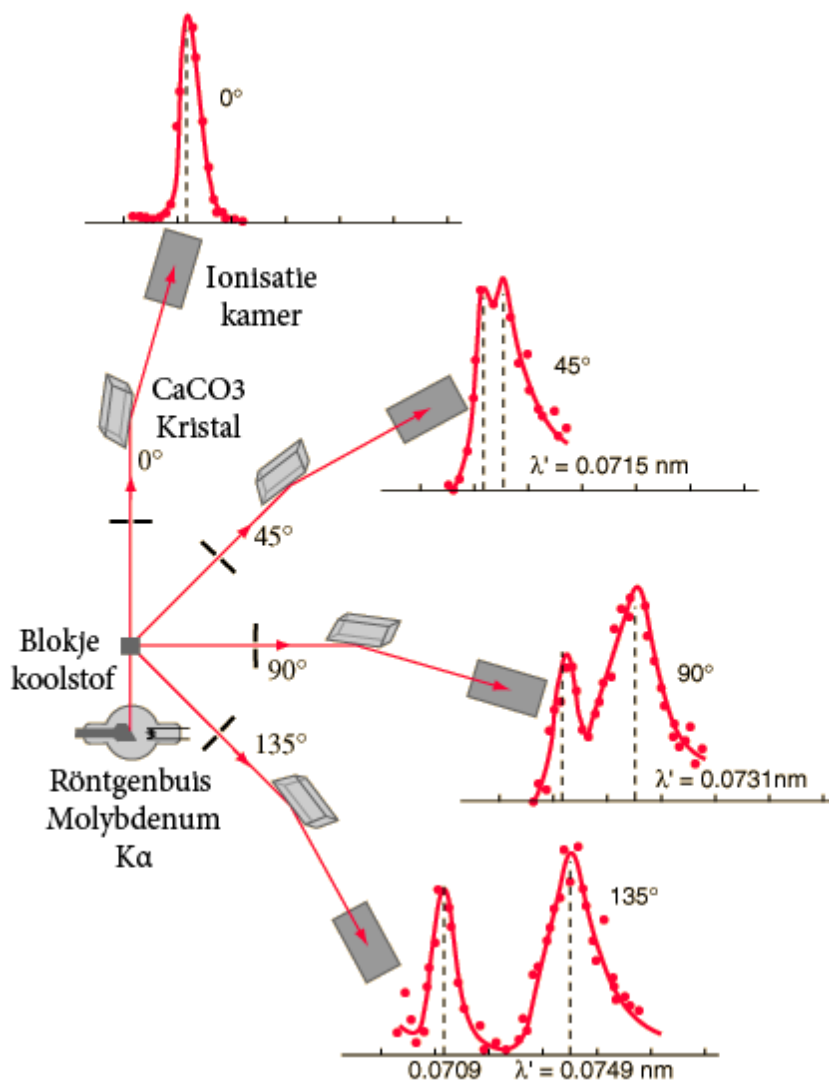 0°
Ionisatie
kamer
CaCO3
Kristal
0°
45°
λ' = 0.0715 nm
45°
Blokje
koolstof
90°
90°
λ' = 0.0731nm
135°
Röntgenbuis
Molybdenum
Kα
135°
0.0709 λ' = 0.0749 nm